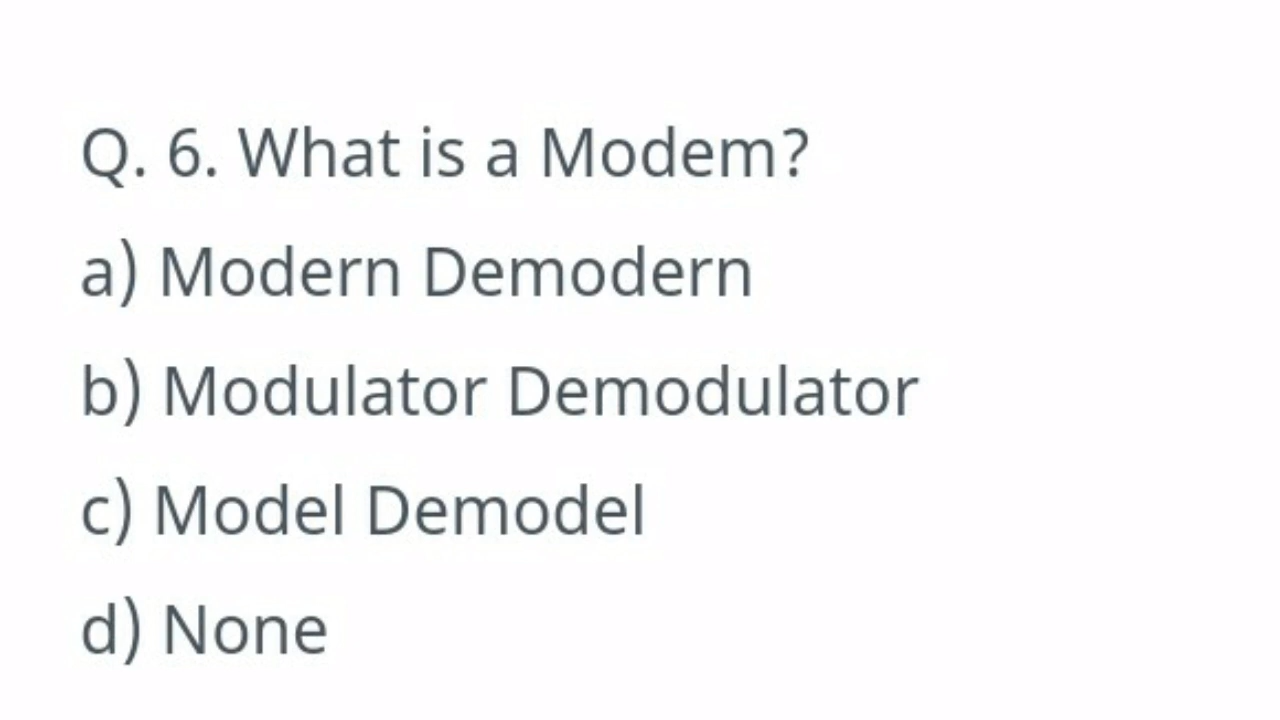 Q. 6. What is a Modem?
a) Modern Demodern
b) Modulator Demodulator
c) Model Demodel
d) None